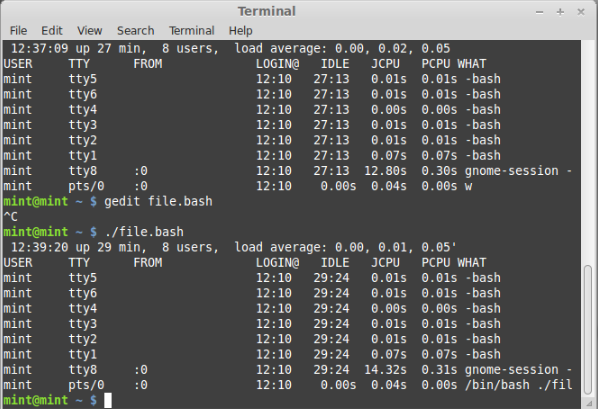 Terminal
File Edit View Search Terminal Help
12:37:09 up 27 min,  8 users,  load average: 0.00, 0.02, 0.05
USER     TTY      FROM             LOGIN@   IDLE   JCPU   PCPU WHAT
mint     tty5                      12:10   27:13   0.01s  0.01s -bash
mint     tty6                      12:10   27:13   0.01s  0.01s -bash
mint     tty4                      12:10   27:13   0.00s  0.00s -bash
mint     tty3                      12:10   27:13   0.01s  0.01s -bash
mint     tty2                      12:10   27:13   0.01s  0.01s -bash
mint     tty1                      12:10   27:13   0.07s  0.07s -bash
mint     tty8     :0               12:10   27:13  12.80s  0.30s gnome-session -
mint     pts/0    :0               12:10    0.00s  0.04s  0.00s w
mint@mint ~ $ gedit file.bash
^C
mint@mint ~ $ ./file.bash
12:39:20 up 29 min,  8 users,  load average: 0.00, 0.01, 0.05'
USER     TTY      FROM             LOGIN@   IDLE   JCPU   PCPU WHAT
mint     tty5                      12:10   29:24   0.01s  0.01s -bash
mint     tty6                      12:10   29:24   0.01s  0.01s -bash
mint     tty4                      12:10   29:24   0.00s  0.00s -bash
mint     tty3                      12:10   29:24   0.01s  0.01s -bash
mint     tty2                      12:10   29:24   0.01s  0.01s -bash
mint     tty1                      12:10   29:24   0.07s  0.07s -bash
mint     tty8     :0               12:10   29:24  14.32s  0.31s gnome-session -
mint     pts/0    :0               12:10    0.00s  0.04s  0.00s /bin/bash ./fil
mint@mint ~ $